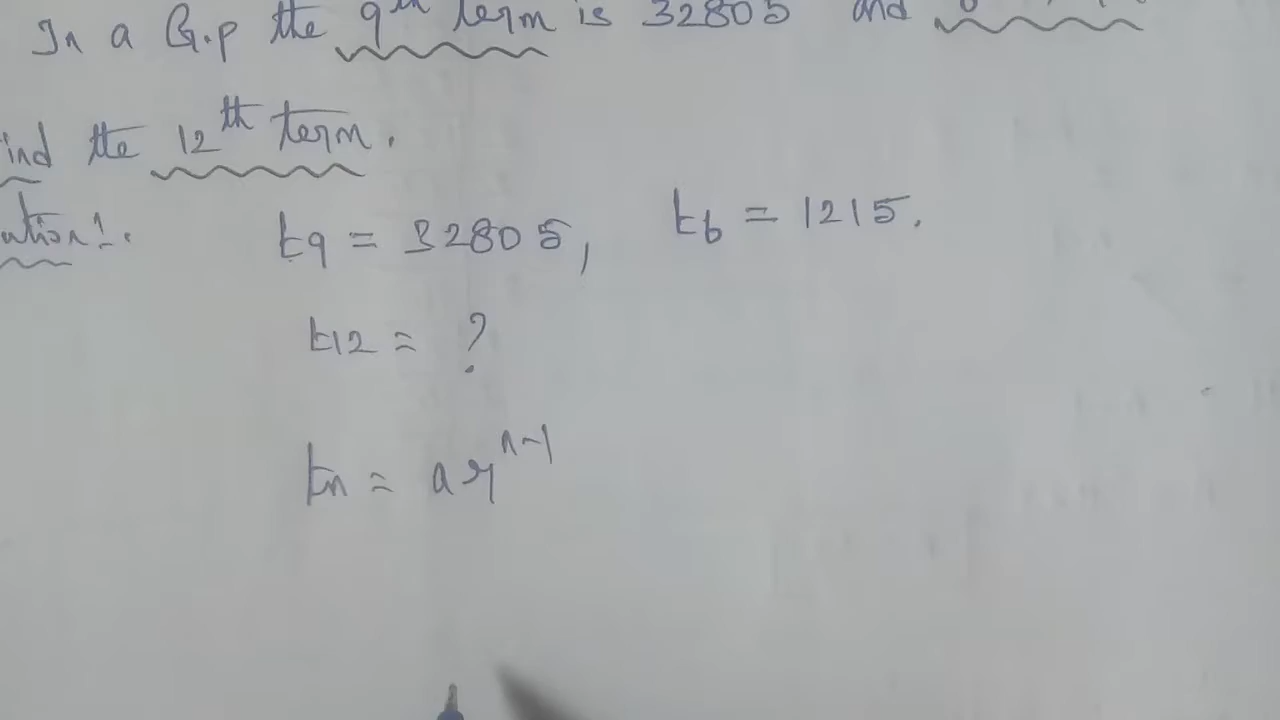 In a G.p the 9th term is 32805 and
ind the 12th term.
ution:.
t9 = 32805, t6 = 1215.
t12 = ?
tn = ar^n-1